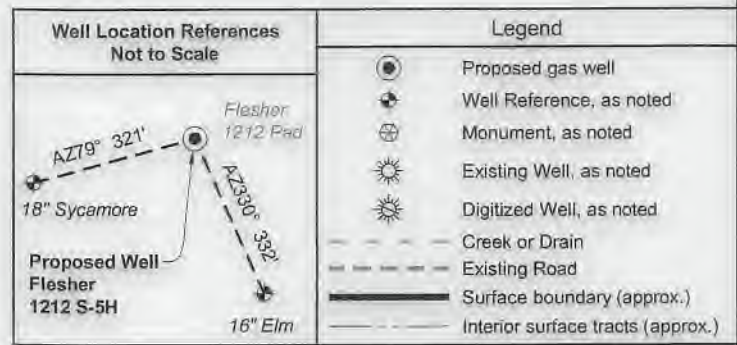 Well Location References
Not to Scale
Flesher
1212 Pad
AZ79° 321'
AZ330° 332'
18" Sycamore
Proposed Well
Flesher
1212 S-5H
16" Elm
Legend
Proposed gas well
Well Reference, as noted
Monument, as noted
Existing Well, as noted
Digitized Well, as noted
Creek or Drain
Existing Road
Surface boundary (approx.)
Interior surface tracts (approx.)